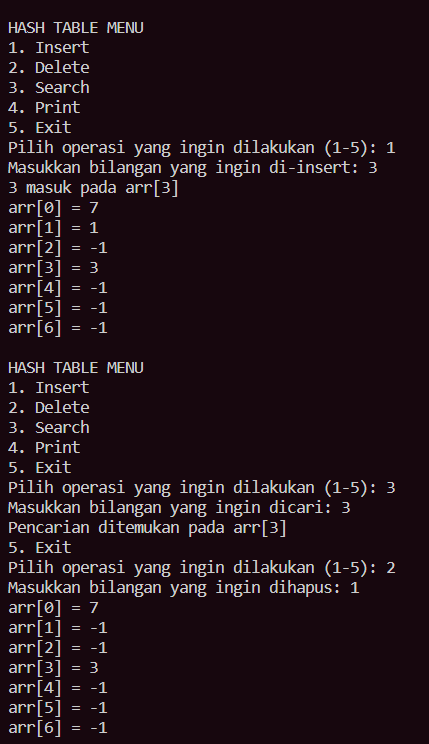 HASH TABLE MENU
1. Insert
2. Delete
3. Search
4. Print
5. Exit
Pilih operasi yang ingin dilakukan (1-5): 1
Masukkan bilangan yang ingin di-insert: 3
3 masuk pada arr[3]
arr[0] = 7
arr[1] = 1
arr[2] = -1
arr[3] = 3
arr[4] = -1
arr[5] = -1
arr[6] = -1

HASH TABLE MENU
1. Insert
2. Delete
3. Search
4. Print
5. Exit
Pilih operasi yang ingin dilakukan (1-5): 3
Masukkan bilangan yang ingin dicari: 3
Pencarian ditemukan pada arr[3]
5. Exit
Pilih operasi yang ingin dilakukan (1-5): 2
Masukkan bilangan yang ingin dihapus: 1
arr[0] = 7
arr[1] = -1
arr[2] = -1
arr[3] = 3
arr[4] = -1
arr[5] = -1
arr[6] = -1